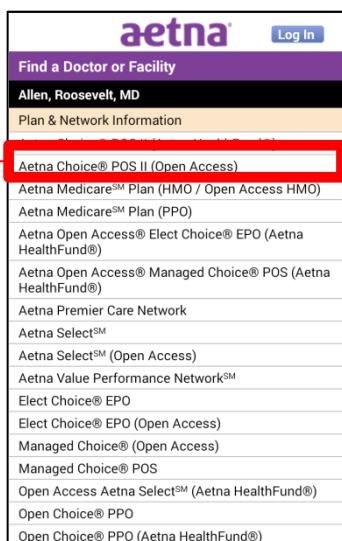 aetna
Log In
Find a Doctor or Facility
Allen, Roosevelt, MD
Plan & Network Information
Aetna Choice® POS II (Open Access)
Aetna Medicare℠ Plan (HMO / Open Access HMO)
Aetna Medicare℠ Plan (PPO)
Aetna Open Access® Elect Choice® EPO (Aetna
HealthFund®)
Aetna Open Access® Managed Choice® POS (Aetna
HealthFund®)
Aetna Premier Care Network
Aetna Select℠
Aetna Select℠ (Open Access)
Aetna Value Performance Network℠
Elect Choice® EPO
Elect Choice® EPO (Open Access)
Managed Choice® (Open Access)
Managed Choice® POS
Open Access Aetna Select℠ (Aetna HealthFund®)
Open Choice® PPO
Open Choice® PPO (Aetna HealthFund®)